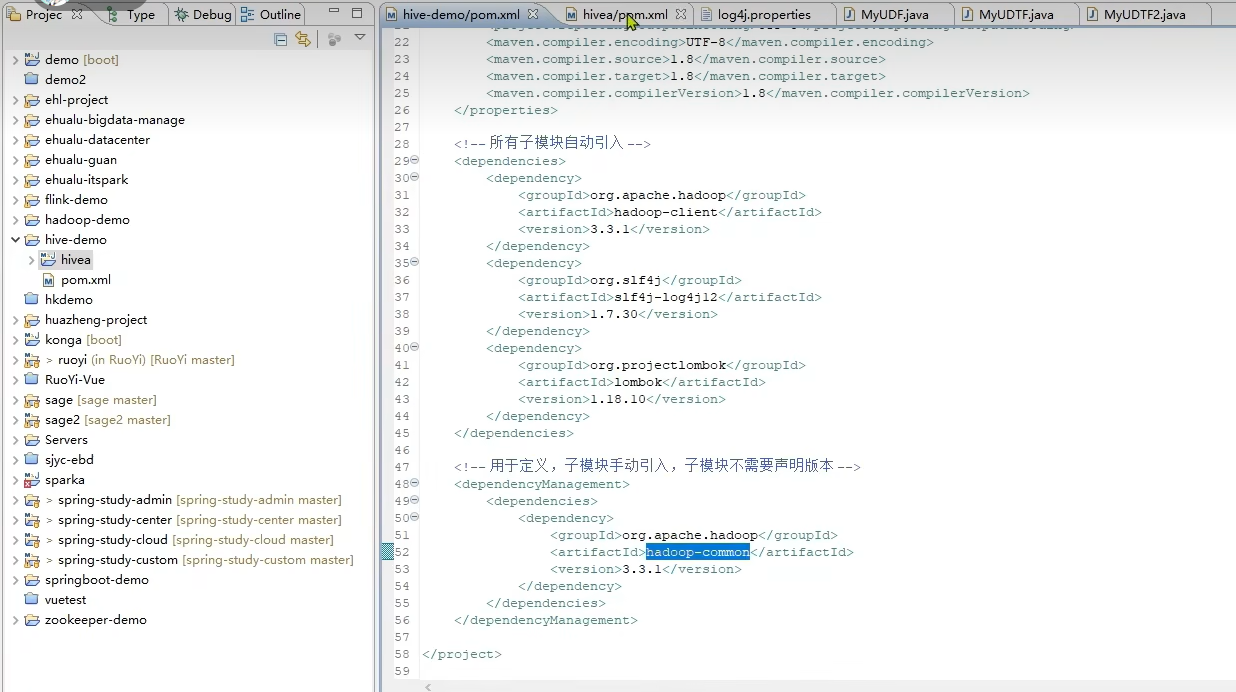 Projec
Type
Debug
Outline
demo [boot]
demo2
ehl-project
ehualu-bigdata-manage
ehualu-datacenter
ehualu-guan
ehualu-itspark
flink-demo
hadoop-demo
hive-demo
hivea
pom.xml
hkdemo
huazheng-project
konga [boot]
> ruoyi (in RuoYi) [RuoYi master]
RuoYi-Vue
sage [sage master]
sage2 [sage2 master]
Servers
sjyc-ebd
sparka
> spring-study-admin [spring-study-admin master]
> spring-study-center [spring-study-center master]
> spring-study-cloud [spring-study-cloud master]
> spring-study-custom [spring-study-custom master]
springboot-demo
vuetest
zookeeper-demo
hive-demo/pom.xml
hivea/pom.xml
log4j.properties
MyUDF.java
MyUDTF.java
MyUDTF2.java
22 <maven.compiler.encoding>UTF-8</maven.compiler.encoding>
23 <maven.compiler.source>1.8</maven.compiler.source>
24 <maven.compiler.target>1.8</maven.compiler.target>
25 <maven.compiler.compilerVersion>1.8</maven.compiler.compilerVersion>
26 </properties>
27
28 <!-- 所有子模块自动引入 -->
29 <dependencies>
30 <dependency>
31 <groupId>org.apache.hadoop</groupId>
32 <artifactId>hadoop-client</artifactId>
33 <version>3.3.1</version>
34 </dependency>
35 <dependency>
36 <groupId>org.slf4j</groupId>
37 <artifactId>slf4j-log4j12</artifactId>
38 <version>1.7.30</version>
39 </dependency>
40 <dependency>
41 <groupId>org.projectlombok</groupId>
42 <artifactId>lombok</artifactId>
43 <version>1.18.10</version>
44 </dependency>
45 </dependencies>
46
47 <!-- 用于定义，子模块手动引入，子模块不需要声明版本 -->
48 <dependencyManagement>
49 <dependencies>
50 <dependency>
51 <groupId>org.apache.hadoop</groupId>
52 <artifactId>hadoop-common</artifactId>
53 <version>3.3.1</version>
54 </dependency>
55 </dependencies>
56 </dependencyManagement>
57
58 </project>
59